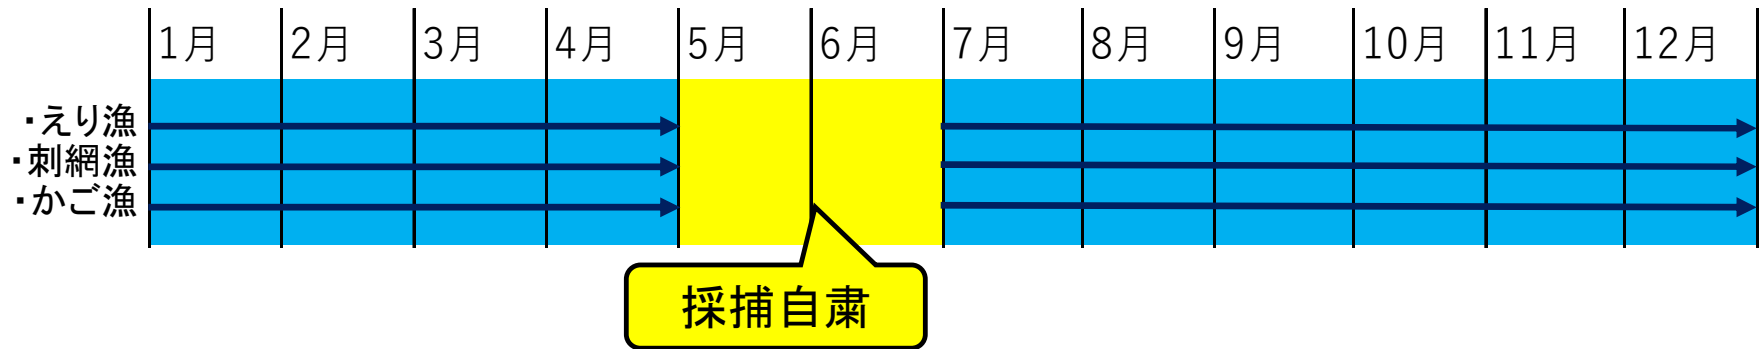 1月 2月 3月 4月 5月 6月 7月 8月 9月 10月 11月 12月
・えり漁
・刺網漁
・かご漁
採捕自粛